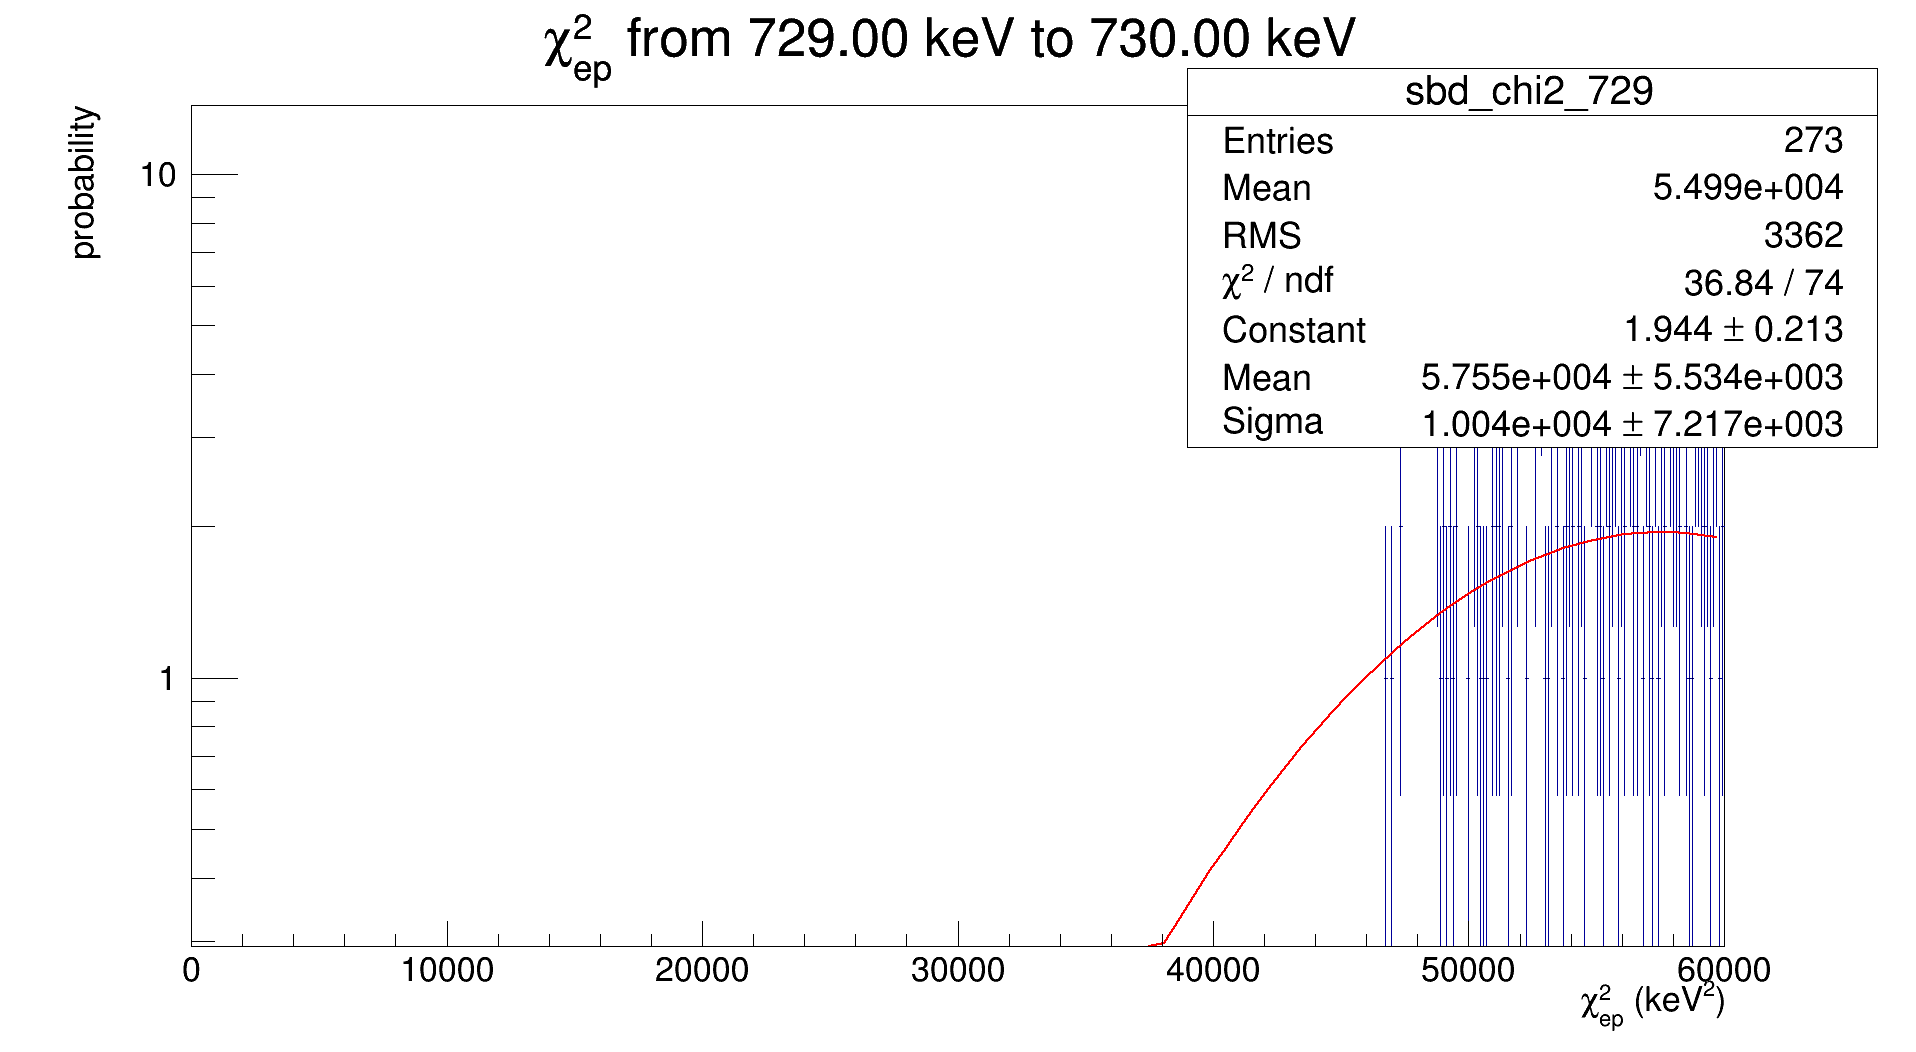 χ²ep from 729.00 keV to 730.00 keV
probability
sbd_chi2_729
Entries 273
Mean 5.499e+004
RMS 3362
χ² / ndf 36.84 / 74
Constant 1.944 ± 0.213
Mean 5.755e+004 ± 5.534e+003
Sigma 1.004e+004 ± 7.217e+003
10
1
0 10000 20000 30000 40000 50000 60000
χ²ep (keV²)